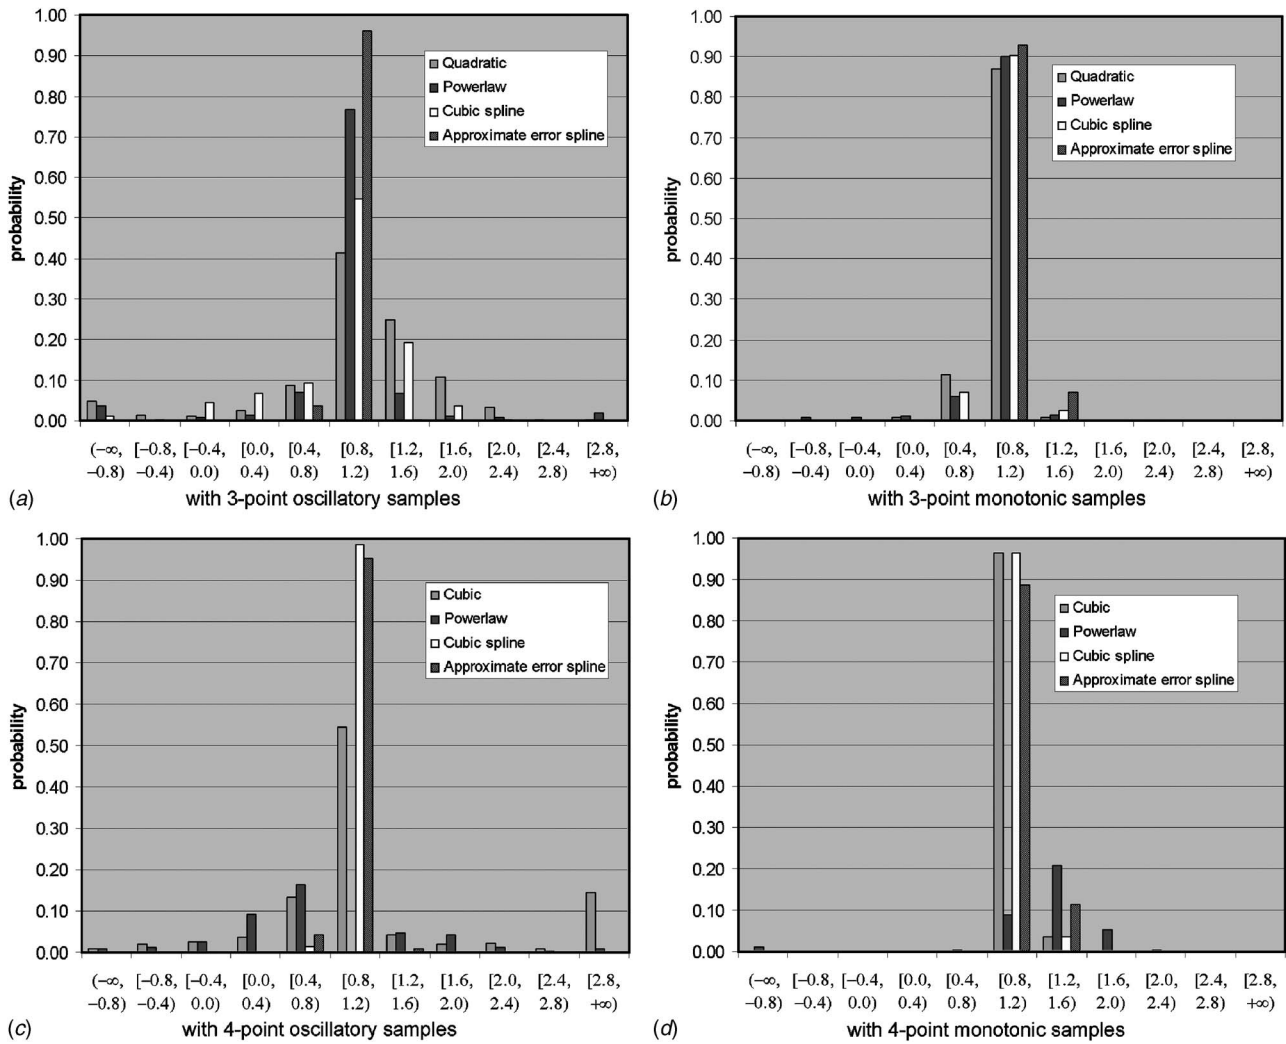 1.00
0.90
0.80
0.70
0.60
0.50
0.40
0.30
0.20
0.10
0.00
probability
Quadratic
Powerlaw
Cubic spline
Approximate error spline
(−∞, [−0.8, [−0.4, [0.0, [0.4, [0.8, [1.2, [1.6, [2.0, [2.4, [2.8,
−0.8) −0.4) 0.0) 0.4) 0.8) 1.2) 1.6) 2.0) 2.4) 2.8) +∞)
(a) with 3-point oscillatory samples
1.00
0.90
0.80
0.70
0.60
0.50
0.40
0.30
0.20
0.10
0.00
probability
Quadratic
Powerlaw
Cubic spline
Approximate error spline
(−∞, [−0.8, [−0.4, [0.0, [0.4, [0.8, [1.2, [1.6, [2.0, [2.4, [2.8,
−0.8) −0.4) 0.0) 0.4) 0.8) 1.2) 1.6) 2.0) 2.4) 2.8) +∞)
(b) with 3-point monotonic samples
1.00
0.90
0.80
0.70
0.60
0.50
0.40
0.30
0.20
0.10
0.00
probability
Cubic
Powerlaw
Cubic spline
Approximate error spline
(−∞, [−0.8, [−0.4, [0.0, [0.4, [0.8, [1.2, [1.6, [2.0, [2.4, [2.8,
−0.8) −0.4) 0.0) 0.4) 0.8) 1.2) 1.6) 2.0) 2.4) 2.8) +∞)
(c) with 4-point oscillatory samples
1.00
0.90
0.80
0.70
0.60
0.50
0.40
0.30
0.20
0.10
0.00
probability
Cubic
Powerlaw
Cubic spline
Approximate error spline
(−∞, [−0.8, [−0.4, [0.0, [0.4, [0.8, [1.2, [1.6, [2.0, [2.4, [2.8,
−0.8) −0.4) 0.0) 0.4) 0.8) 1.2) 1.6) 2.0) 2.4) 2.8) +∞)
(d) with 4-point monotonic samples